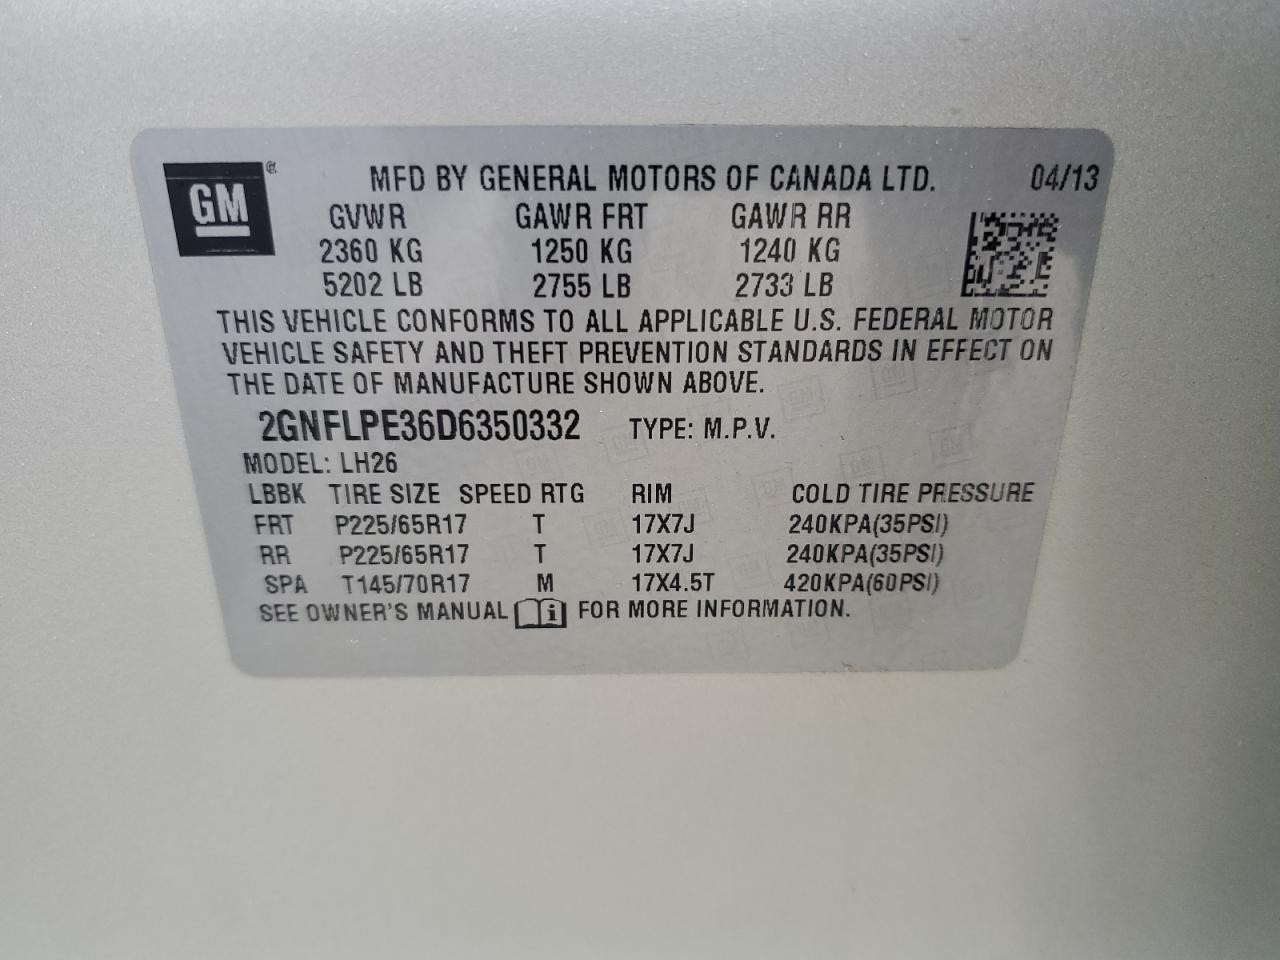 GM
MFD BY GENERAL MOTORS OF CANADA LTD. 04/13
GVWR GAWR FRT GAWR RR
2360 KG 1250 KG 1240 KG
5202 LB 2755 LB 2733 LB
THIS VEHICLE CONFORMS TO ALL APPLICABLE U.S. FEDERAL MOTOR
VEHICLE SAFETY AND THEFT PREVENTION STANDARDS IN EFFECT ON
THE DATE OF MANUFACTURE SHOWN ABOVE.
2GNFLPE36D6350332 TYPE: M.P.V.
MODEL: LH26
LBBK TIRE SIZE SPEED RTG RIM COLD TIRE PRESSURE
FRT P225/65R17 T 17X7J 240KPA(35PSI)
RR P225/65R17 T 17X7J 240KPA(35PSI)
SPA T145/70R17 M 17X4.5T 420KPA(60PSI)
SEE OWNER'S MANUAL i FOR MORE INFORMATION.